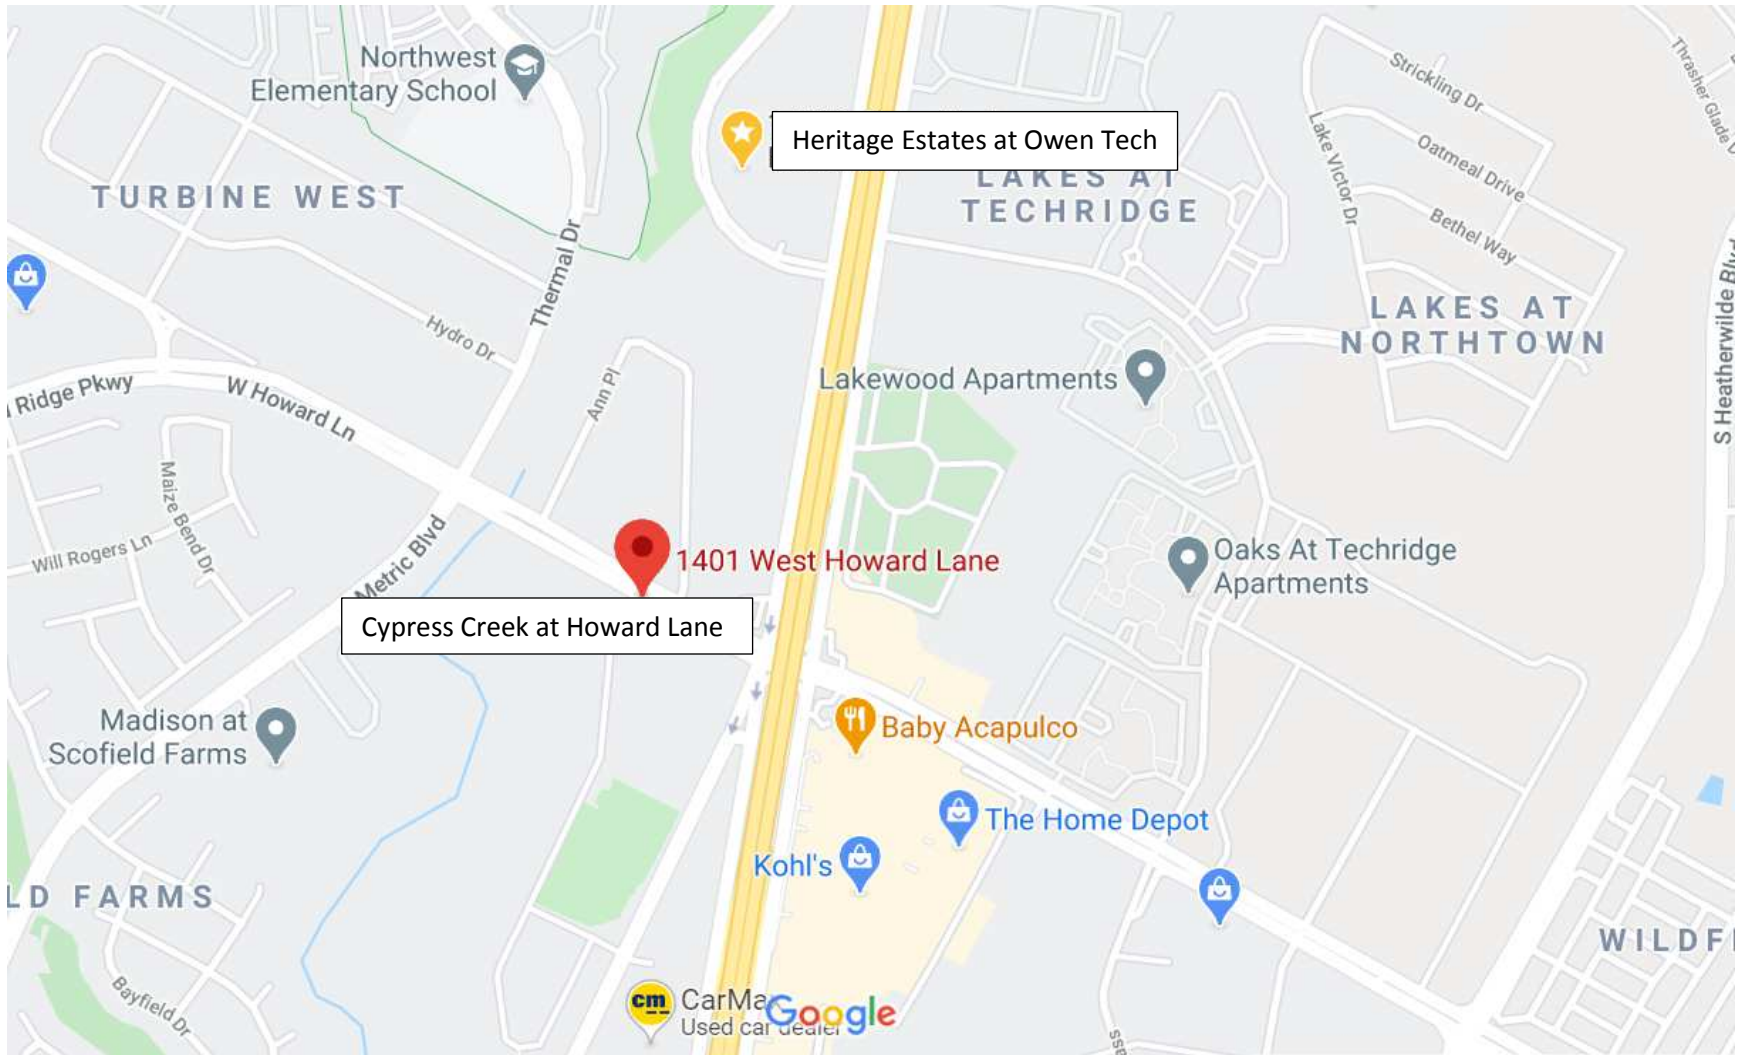 Northwest
Elementary School
Heritage Estates at Owen Tech
TURBINE WEST
LAKES AT
TECHRIDGE
Strickling Dr
Thrasher Glade
Lake Victor Dr
Oatmeal Drive
Bethel Way
Thermal Dr
Hydro Dr
LAKES AT
NORTHTOWN
S Heatherwilde Blvd
Ridge Pkwy
W Howard Ln
Ann Pl
Lakewood Apartments
Maize Bend Dr
Will Rogers Ln
Metric Blvd
1401 West Howard Lane
Oaks At Techridge
Apartments
Cypress Creek at Howard Lane
Madison at
Scofield Farms
Baby Acapulco
The Home Depot
Kohl's
LD FARMS
WILDF
Bayfield Dr
cm
CarMax
Used car dealer
Google